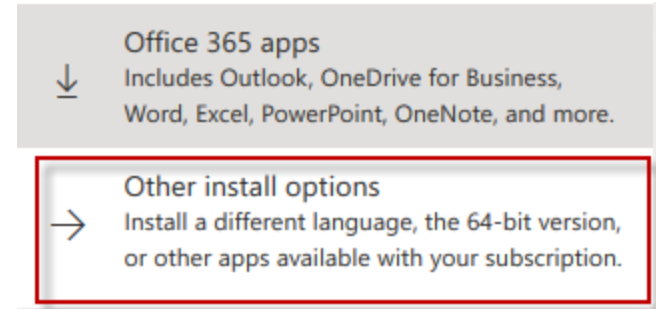 Office 365 apps
Includes Outlook, OneDrive for Business,
Word, Excel, PowerPoint, OneNote, and more.
Other install options
Install a different language, the 64-bit version,
or other apps available with your subscription.